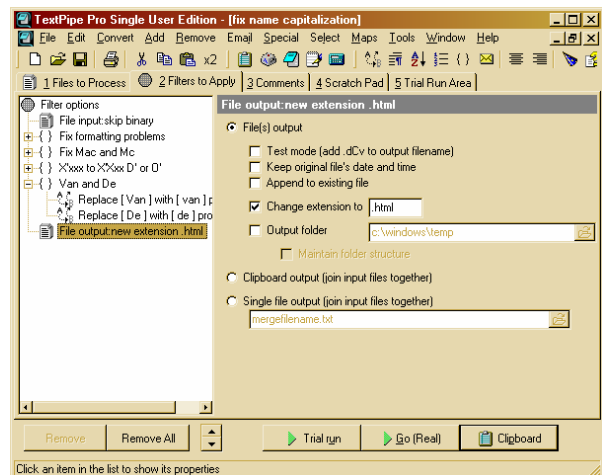 TextPipe Pro Single User Edition - [fix name capitalization]
File Edit Convert Add Remove Email Special Select Maps Tools Window Help
x2
1 Files to Process 2 Filters to Apply 3 Comments 4 Scratch Pad 5 Trial Run Area
Filter options
File input:skip binary
{ } Fix formatting problems
{ } Fix Mac and Mc
{ } X'xxx to X'Xxx D' or O'
{ } Van and De
Replace [ Van ] with [ van ] p
Replace [ De ] with [ de ] pro
File output:new extension .html
File output:new extension .html
File(s) output
Test mode (add .dCv to output filename)
Keep original file's date and time
Append to existing file
Change extension to .html
Output folder c:\windows\temp
Maintain folder structure
Clipboard output (join input files together)
Single file output (join input files together)
mergefilename.txt
Remove Remove All Trial run Go (Real) Clipboard
Click an item in the list to show its properties